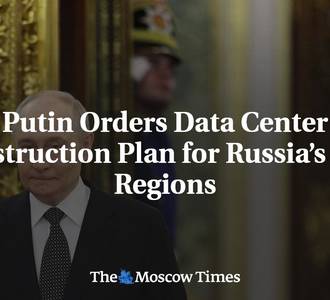 Putin Orders Data Center
struction Plan for Russia’s
Regions
The Moscow Times